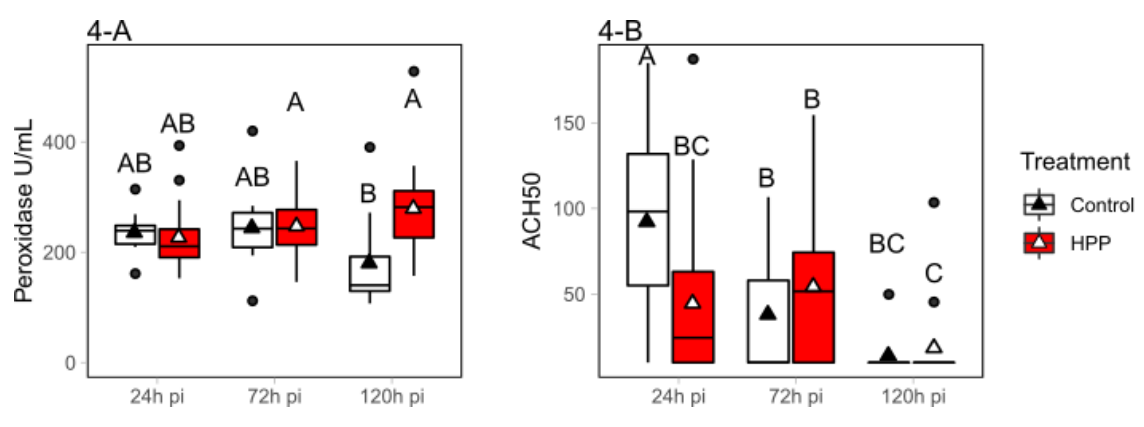 4-A
Peroxidase U/mL
400
200
0
AB
AB
AB
A
B
A
24h pi
72h pi
120h pi
4-B
ACH50
150
100
50
A
BC
B
B
BC
C
24h pi
72h pi
120h pi
Treatment
Control
HPP